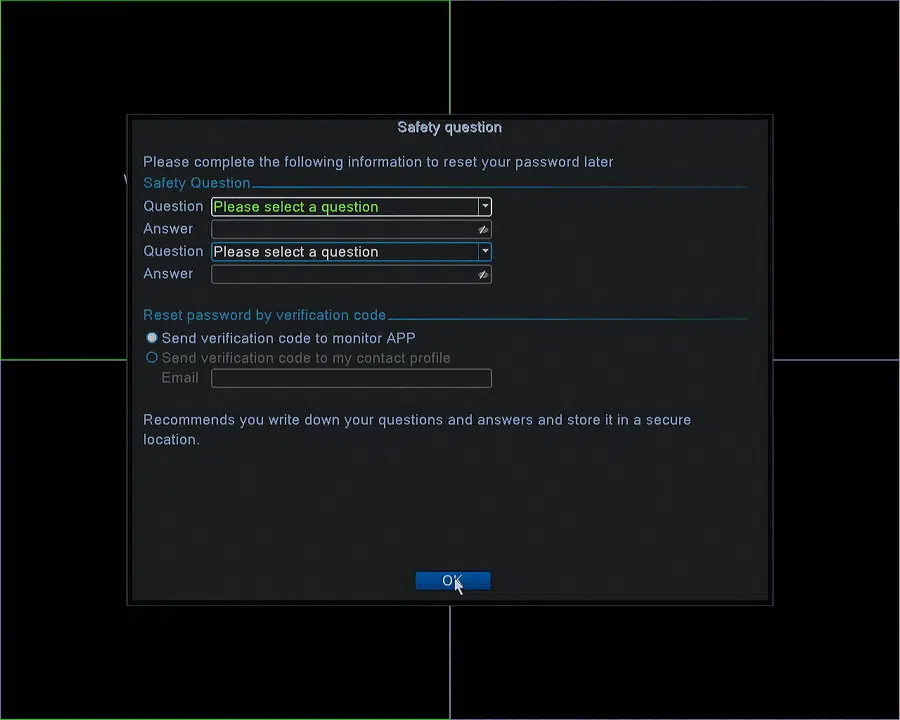 Safety question
Please complete the following information to reset your password later
Safety Question
Question Please select a question
Answer
Question Please select a question
Answer
Reset password by verification code
Send verification code to monitor APP
Send verification code to my contact profile
Email
Recommends you write down your questions and answers and store it in a secure
location.
OK